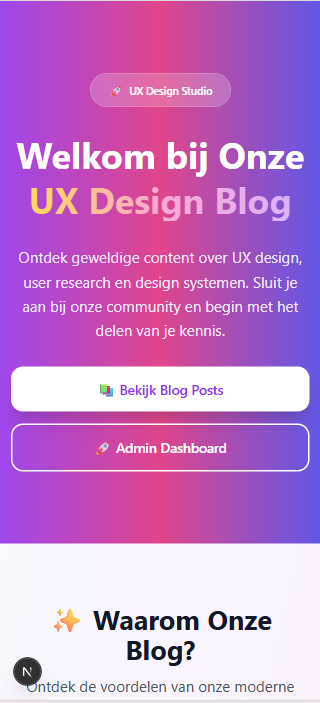 🚀 UX Design Studio
Welkom bij Onze
UX Design Blog
Ontdek geweldige content over UX design,
user research en design systemen. Sluit je
aan bij onze community en begin met het
delen van je kennis.
📚 Bekijk Blog Posts
🚀 Admin Dashboard
✨ Waarom Onze
Blog?
N
Ontdek de voordelen van onze moderne